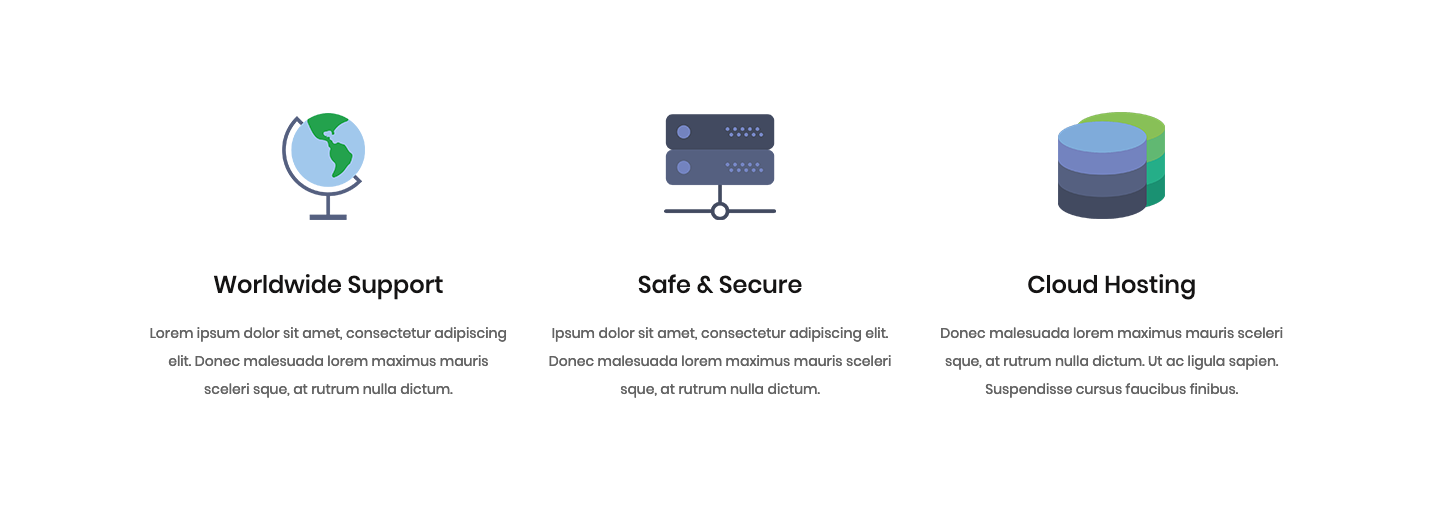 Worldwide Support
Lorem ipsum dolor sit amet, consectetur adipiscing
elit. Donec malesuada lorem maximus mauris
sceleri sque, at rutrum nulla dictum.
Safe & Secure
Ipsum dolor sit amet, consectetur adipiscing elit.
Donec malesuada lorem maximus mauris sceleri
sque, at rutrum nulla dictum.
Cloud Hosting
Donec malesuada lorem maximus mauris sceleri
sque, at rutrum nulla dictum. Ut ac ligula sapien.
Suspendisse cursus faucibus finibus.